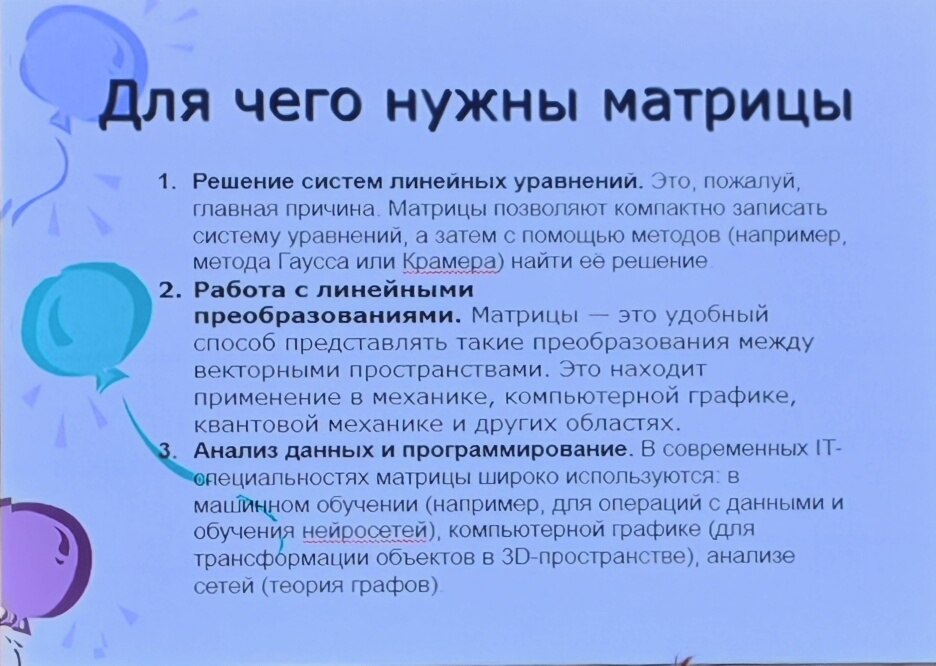 Для чего нужны матрицы
1. Решение систем линейных уравнений. Это, пожалуй,
главная причина. Матрицы позволяют компактно записать
систему уравнений, а затем с помощью методов (например,
метода Гаусса или Крамера) найти её решение
2. Работа с линейными
преобразованиями. Матрицы — это удобный
способ представлять такие преобразования между
векторными пространствами. Это находит
применение в механике, компьютерной графике,
квантовой механике и других областях.
3. Анализ данных и программирование. В современных IT-
специальностях матрицы широко используются: в
машинном обучении (например, для операций с данными и
обучения нейросетей), компьютерной графике (для
трансформации объектов в 3D-пространстве), анализе
сетей (теория графов).